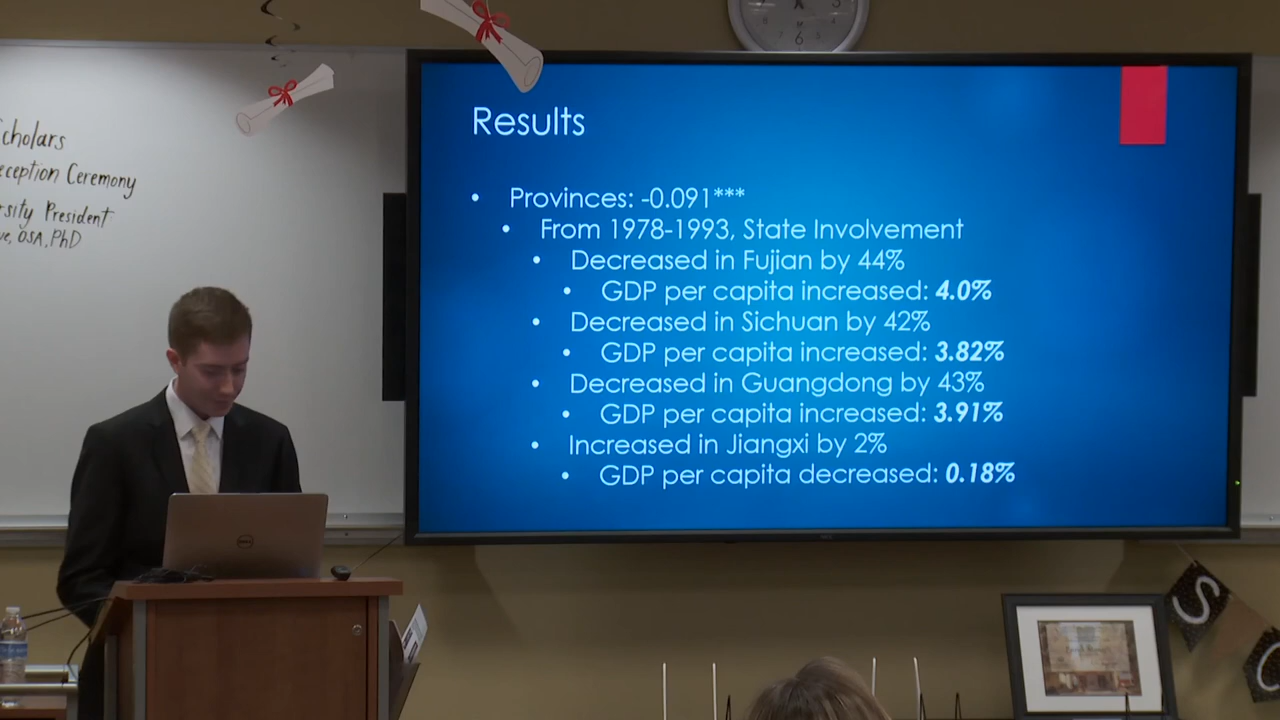 cholars
eception Ceremony
rsity President
ve, OSA, PhD
Results
• Provinces: -0.091***
• From 1978-1993, State Involvement
• Decreased in Fujian by 44%
• GDP per capita increased: 4.0%
• Decreased in Sichuan by 42%
• GDP per capita increased: 3.82%
• Decreased in Guangdong by 43%
• GDP per capita increased: 3.91%
• Increased in Jiangxi by 2%
• GDP per capita decreased: 0.18%
DELL
S